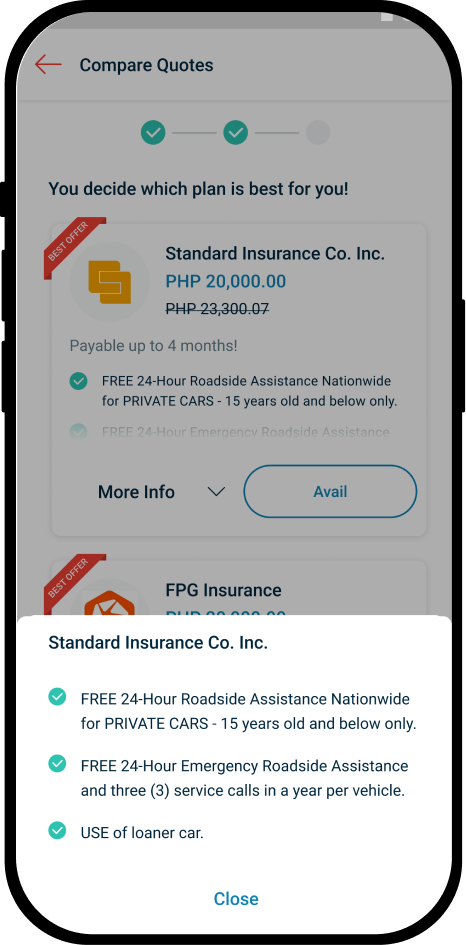 Compare Quotes
You decide which plan is best for you!
BEST OFFER
Standard Insurance Co. Inc.
PHP 20,000.00
PHP 23,300.07
Payable up to 4 months!
FREE 24-Hour Roadside Assistance Nationwide
for PRIVATE CARS - 15 years old and below only.
FREE 24-Hour Emergency Roadside Assistance
More Info
Avail
BEST OFFER
FPG Insurance
Standard Insurance Co. Inc.
FREE 24-Hour Roadside Assistance Nationwide
for PRIVATE CARS - 15 years old and below only.
FREE 24-Hour Emergency Roadside Assistance
and three (3) service calls in a year per vehicle.
USE of loaner car.
Close